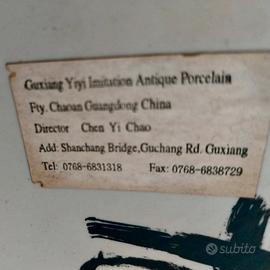 Guxiang Yiyi Imitation Antique Porcelain
Fty. Chaoan Guangdong China
Director Chen Yi Chao
Add: Shanchang Bridge,Guchang Rd. Guxiang
Tel: 0768-6831318 Fax: 0768-6838729
subito